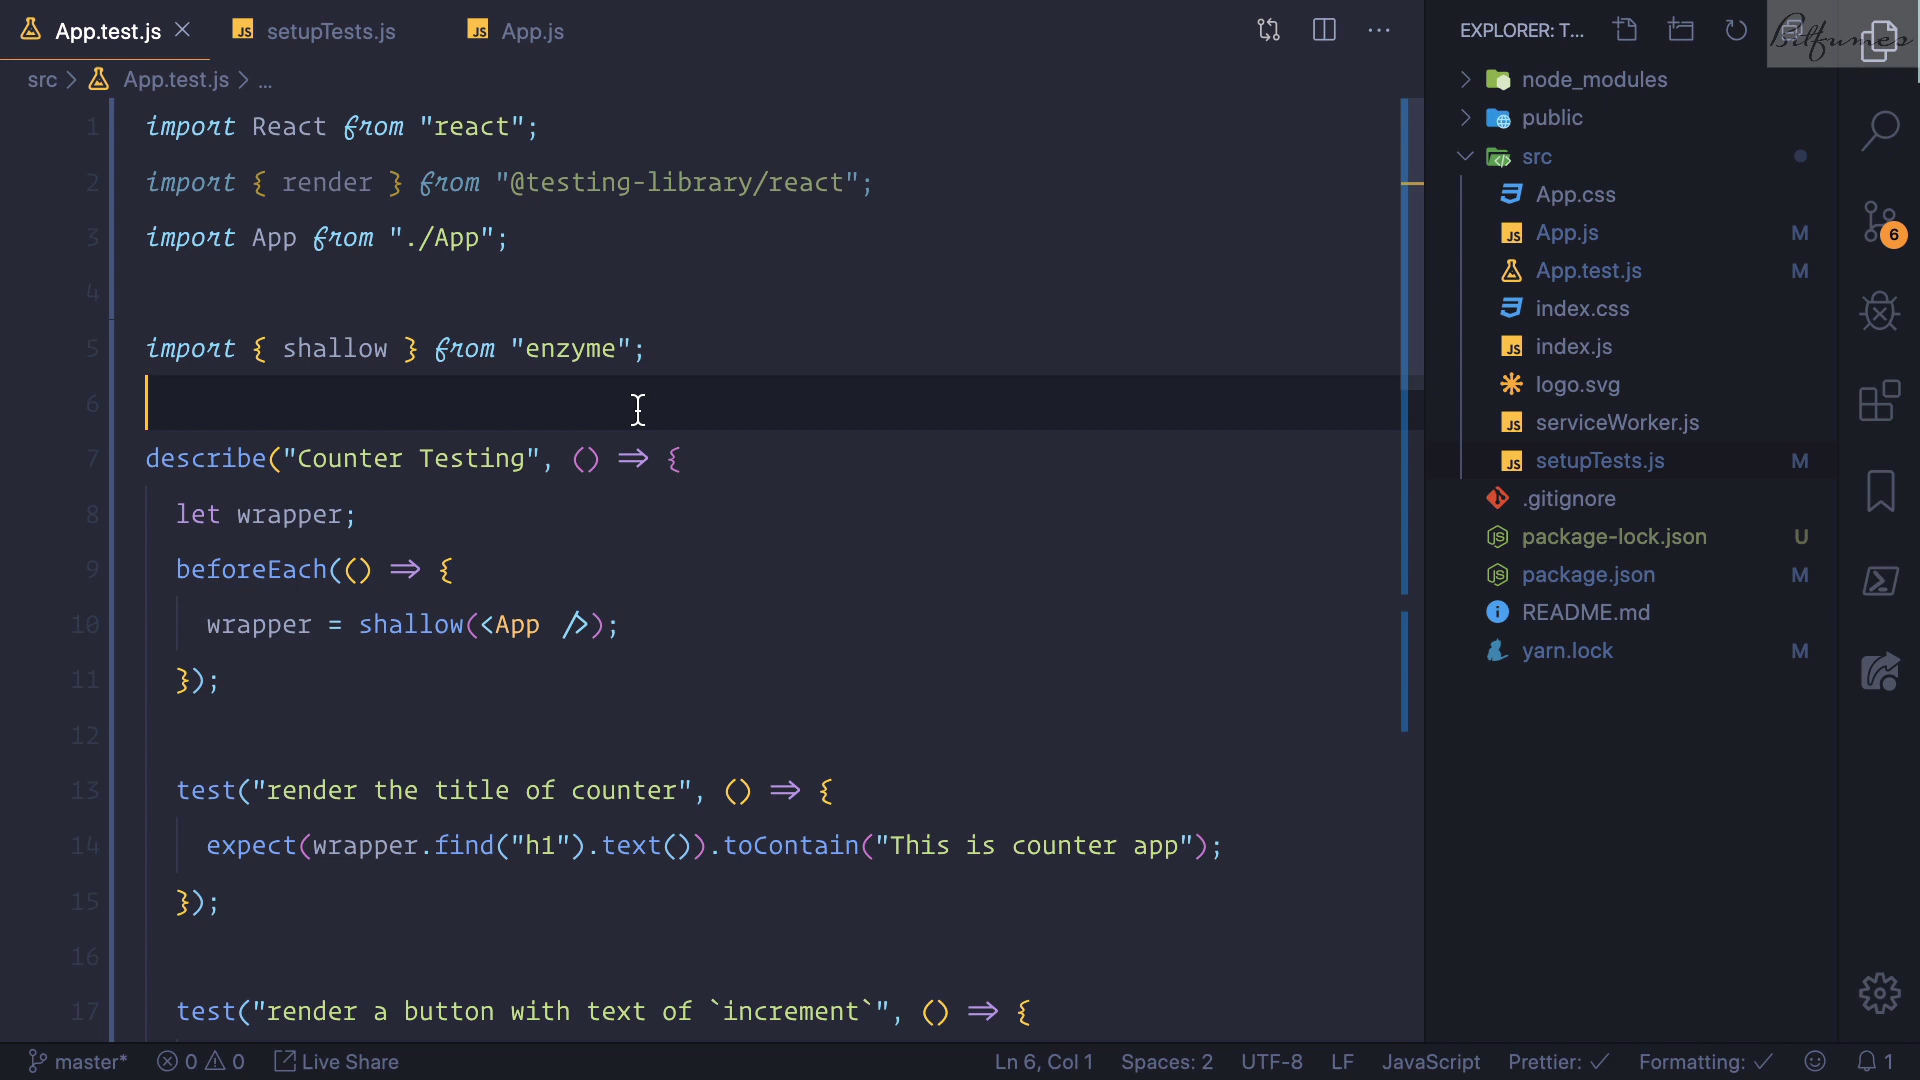 App.test.js
setupTests.js
App.js
EXPLORER: T...
Bitfumes
src > App.test.js > ...
1 import React from "react";
2 import { render } from "@testing-library/react";
3 import App from "./App";
4
5 import { shallow } from "enzyme";
6
7 describe("Counter Testing", () => {
8 let wrapper;
9 beforeEach(() => {
10 wrapper = shallow(<App />);
11 });
12
13 test("render the title of counter", () => {
14 expect(wrapper.find("h1").text()).toContain("This is counter app");
15 });
16
17 test("render a button with text of `increment`", () => {
node_modules
public
src
App.css
App.js M
App.test.js M
index.css
index.js
logo.svg
serviceWorker.js
setupTests.js M
.gitignore
package-lock.json U
package.json M
README.md
yarn.lock M
6
master* 0 0 Live Share
Ln 6, Col 1 Spaces: 2 UTF-8 LF JavaScript Prettier: ✓ Formatting: ✓ 1